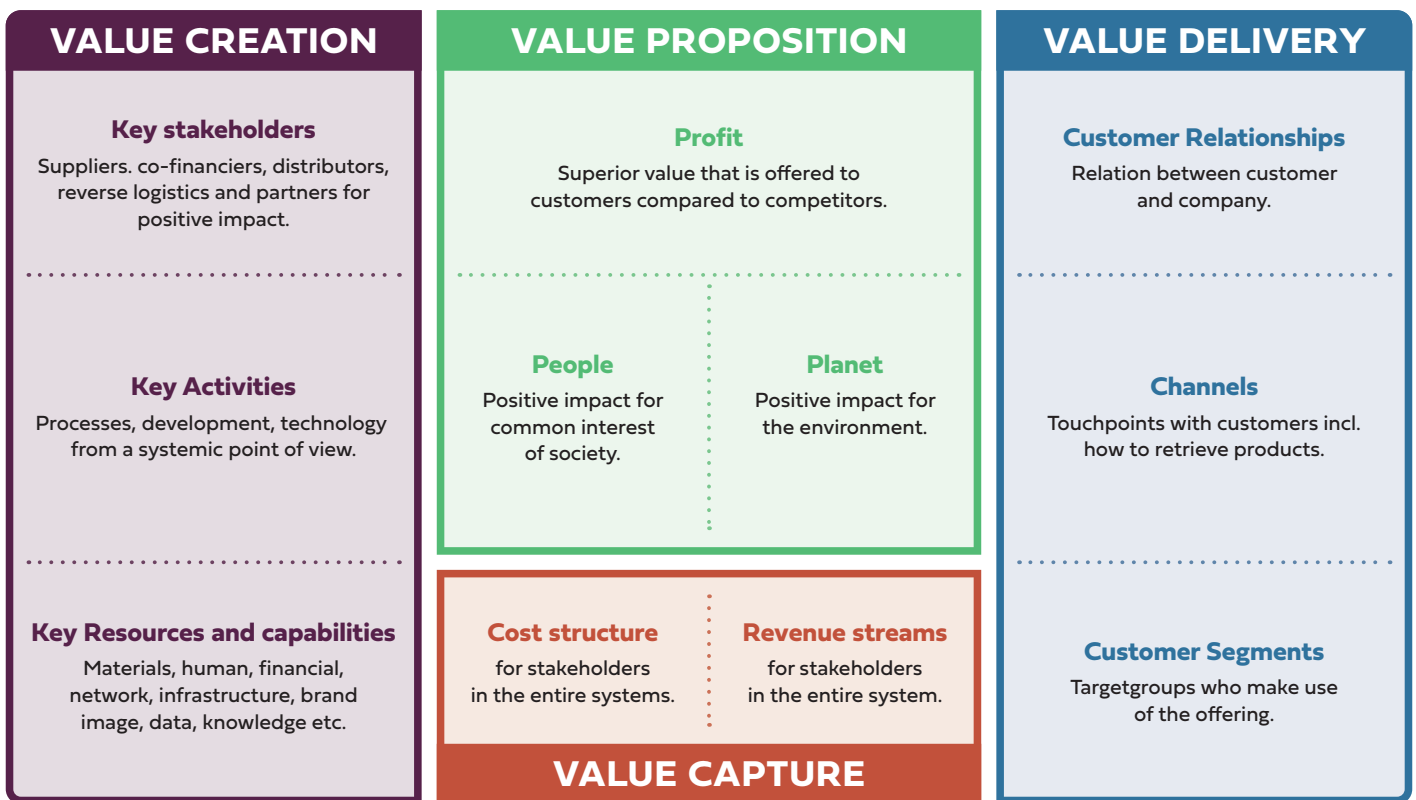 VALUE CREATION
Key stakeholders
Suppliers. co-financiers, distributors,
reverse logistics and partners for
positive impact.
Key Activities
Processes, development, technology
from a systemic point of view.
Key Resources and capabilities
Materials, human, financial,
network, infrastructure, brand
image, data, knowledge etc.
VALUE PROPOSITION
Profit
Superior value that is offered to
customers compared to competitors.
People
Positive impact for
common interest
of society.
Planet
Positive impact for
the environment.
Cost structure
for stakeholders
in the entire systems.
Revenue streams
for stakeholders
in the entire system.
VALUE CAPTURE
VALUE DELIVERY
Customer Relationships
Relation between customer
and company.
Channels
Touchpoints with customers incl.
how to retrieve products.
Customer Segments
Targetgroups who make use
of the offering.